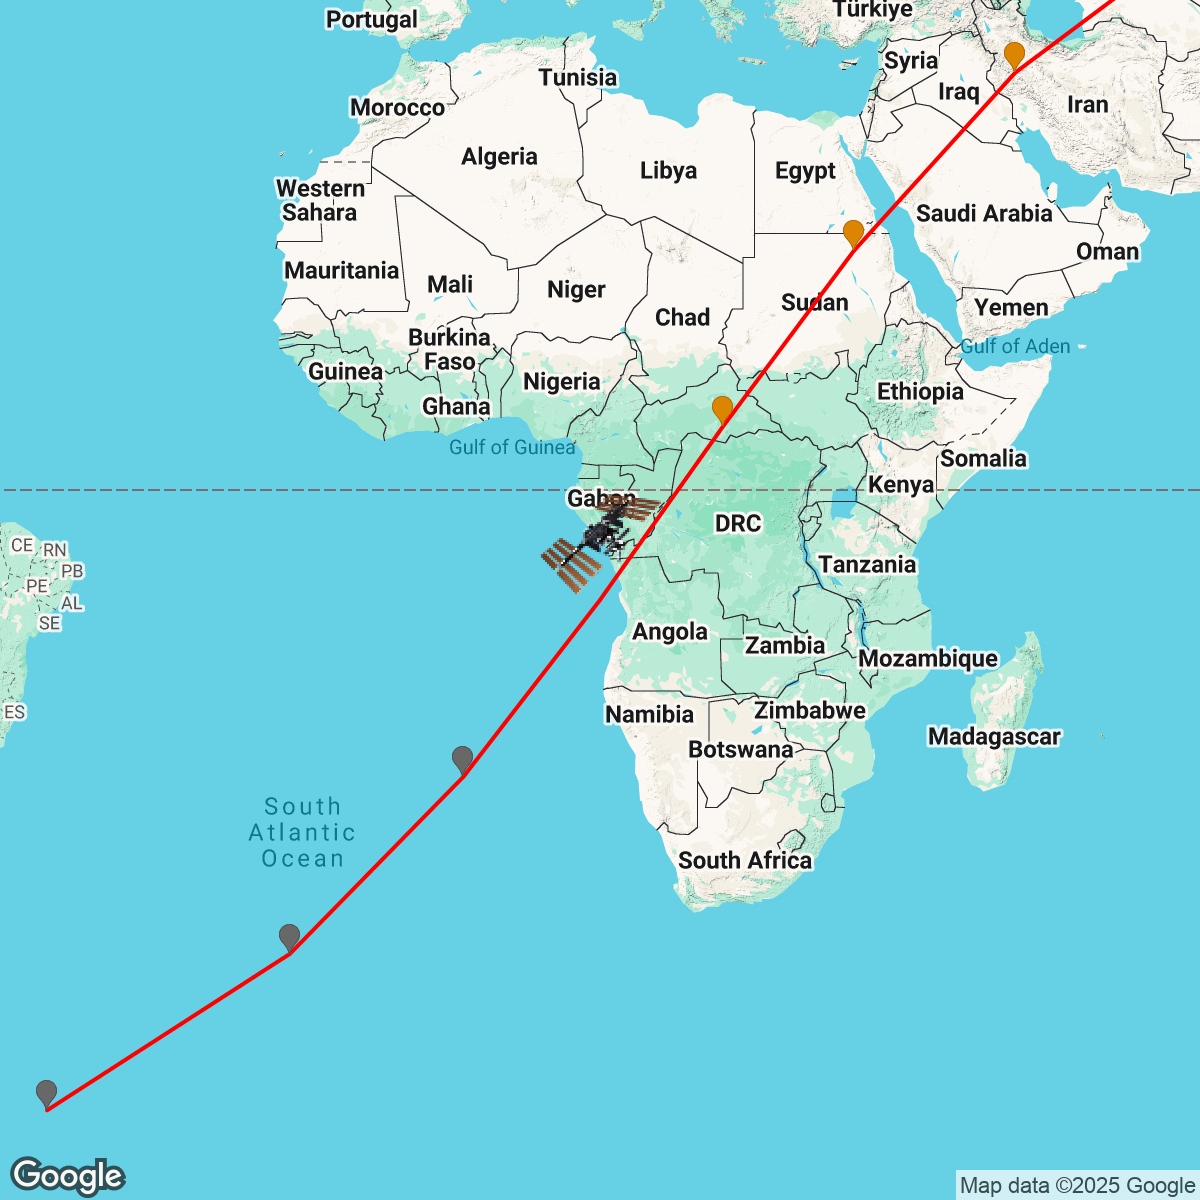 Türkiye
Portugal
Syria
Tunisia
Iraq
Iran
Morocco
Algeria
Libya
Egypt
Western
Sahara
Saudi Arabia
Oman
Mauritania
Mali
Niger
Sudan
Yemen
Chad
Burkina
Faso
Gulf of Aden
Guinea
Nigeria
Ethiopia
Ghana
Gulf of Guinea
Somalia
Kenya
Gabon
DRC
CE
RN
PB
PE
AL
SE
Tanzania
Angola
Zambia
Mozambique
ES
Namibia
Zimbabwe
Botswana
Madagascar
South
Atlantic
Ocean
South Africa
Google
Map data ©2025 Google